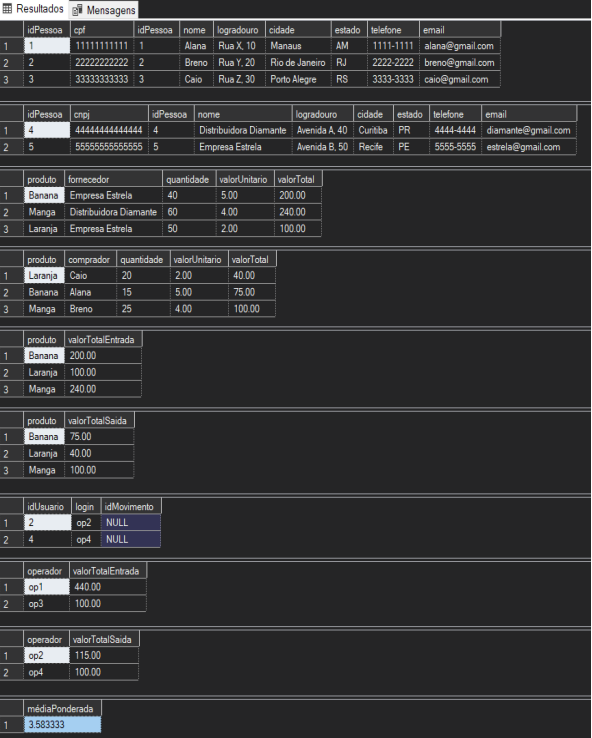 Resultados Mensagens
idPessoa cpf idPessoa nome logradouro cidade estado telefone email
1 1 11111111111 1 Alana Rua X, 10 Manaus AM 1111-1111 alana@gmail.com
2 2 22222222222 2 Breno Rua Y, 20 Rio de Janeiro RJ 2222-2222 breno@gmail.com
3 3 33333333333 3 Caio Rua Z, 30 Porto Alegre RS 3333-3333 caio@gmail.com
idPessoa cnpj idPessoa nome logradouro cidade estado telefone email
1 4 44444444444444 4 Distribuidora Diamante Avenida A, 40 Curitiba PR 4444-4444 diamante@gmail.com
2 5 55555555555555 5 Empresa Estrela Avenida B, 50 Recife PE 5555-5555 estrela@gmail.com
produto fornecedor quantidade valorUnitario valorTotal
1 Banana Empresa Estrela 40 5.00 200.00
2 Manga Distribuidora Diamante 60 4.00 240.00
3 Laranja Empresa Estrela 50 2.00 100.00
produto comprador quantidade valorUnitario valorTotal
1 Laranja Caio 20 2.00 40.00
2 Banana Alana 15 5.00 75.00
3 Manga Breno 25 4.00 100.00
produto valorTotalEntrada
1 Banana 200.00
2 Laranja 100.00
3 Manga 240.00
produto valorTotalSaida
1 Banana 75.00
2 Laranja 40.00
3 Manga 100.00
idUsuario login idMovimento
1 2 op2 NULL
2 4 op4 NULL
operador valorTotalEntrada
1 op1 440.00
2 op3 100.00
operador valorTotalSaida
1 op2 115.00
2 op4 100.00
médiaPonderada
1 3.583333